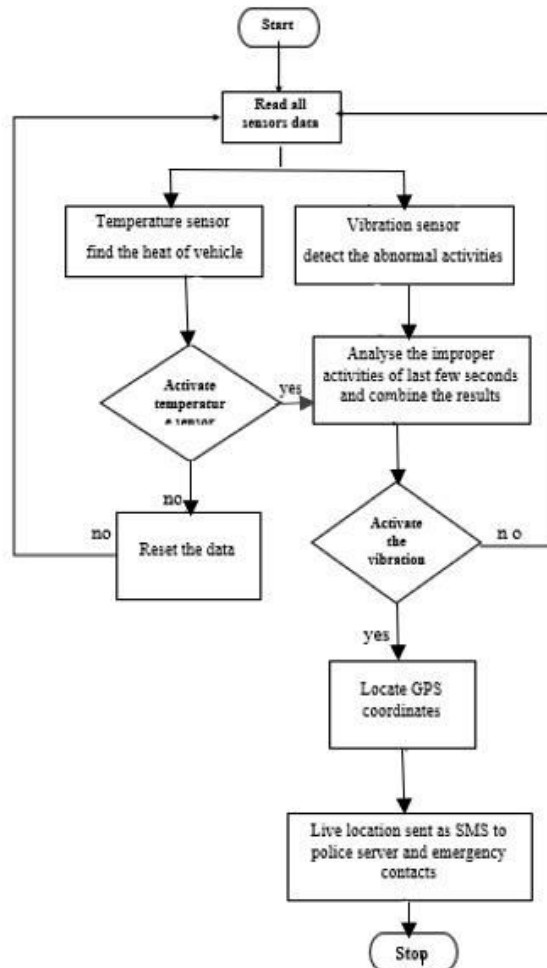 Start
Read all
sensors data
Temperature sensor
find the heat of vehicle
Vibration sensor
detect the abnormal activities
Analyse the improper
activities of last few seconds
and combine the results
Activate
temperatur
e sensor
yes
no
no
Reset the data
Activate
the
vibration
n o
yes
Locate GPS
coordinates
Live location sent as SMS to
police server and emergency
contacts
Stop